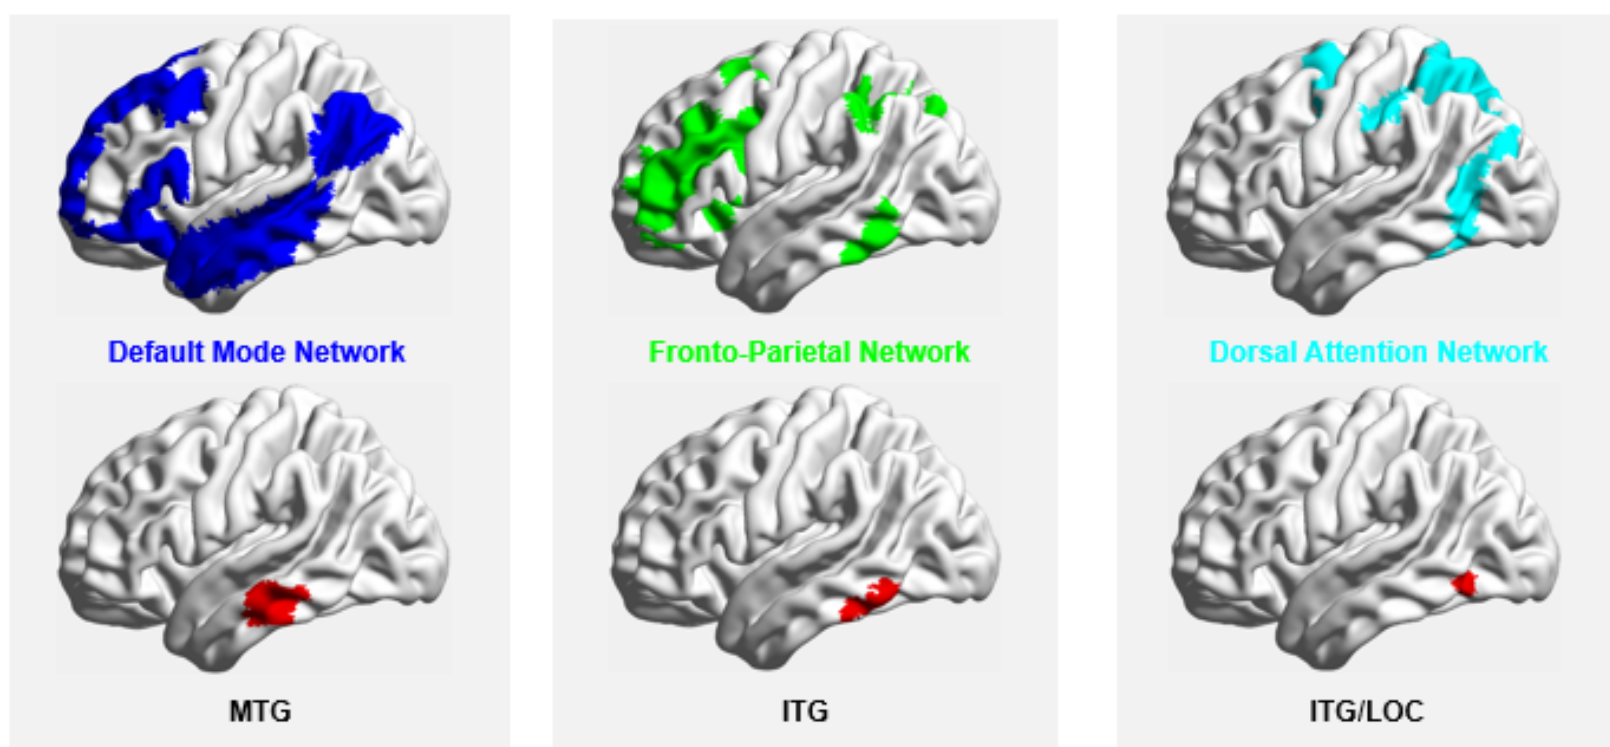 Default Mode Network
Fronto-Parietal Network
Dorsal Attention Network
MTG
ITG
ITG/LOC